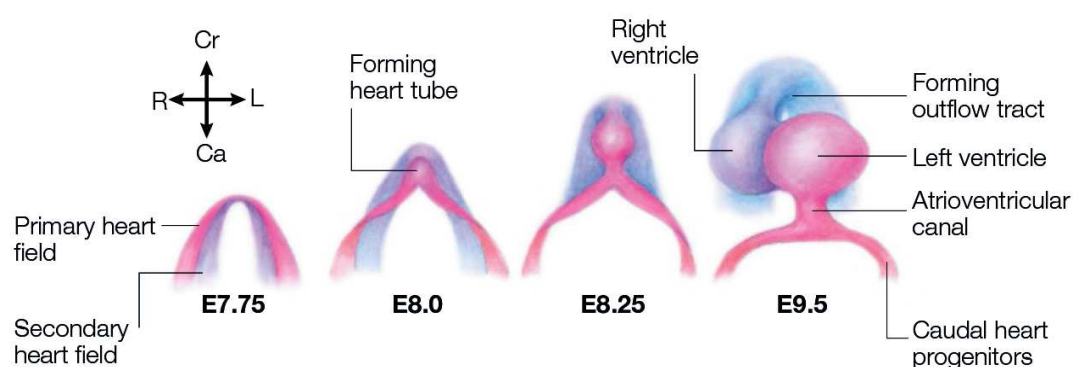 Cr
R
L
Ca
Primary heart
field
Secondary
heart field
E7.75
Forming
heart tube
E8.0
E8.25
Right
ventricle
Forming
outflow tract
Left ventricle
Atrioventricular
canal
E9.5
Caudal heart
progenitors